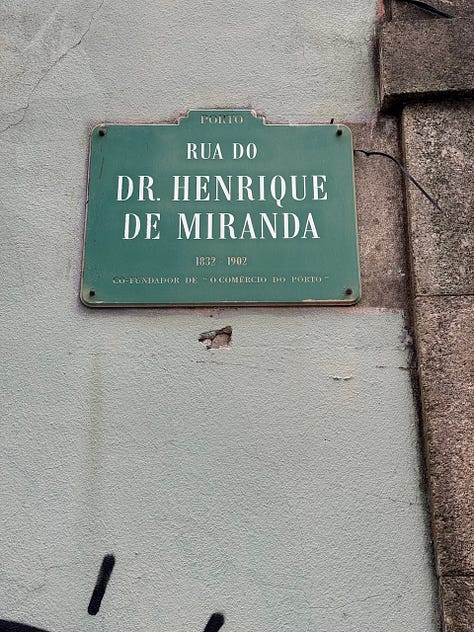 PORTO
RUA DO
DR. HENRIQUE
DE MIRANDA
1832 - 1902
CO-FUNDADOR DE "O COMÉRCIO DO PORTO"